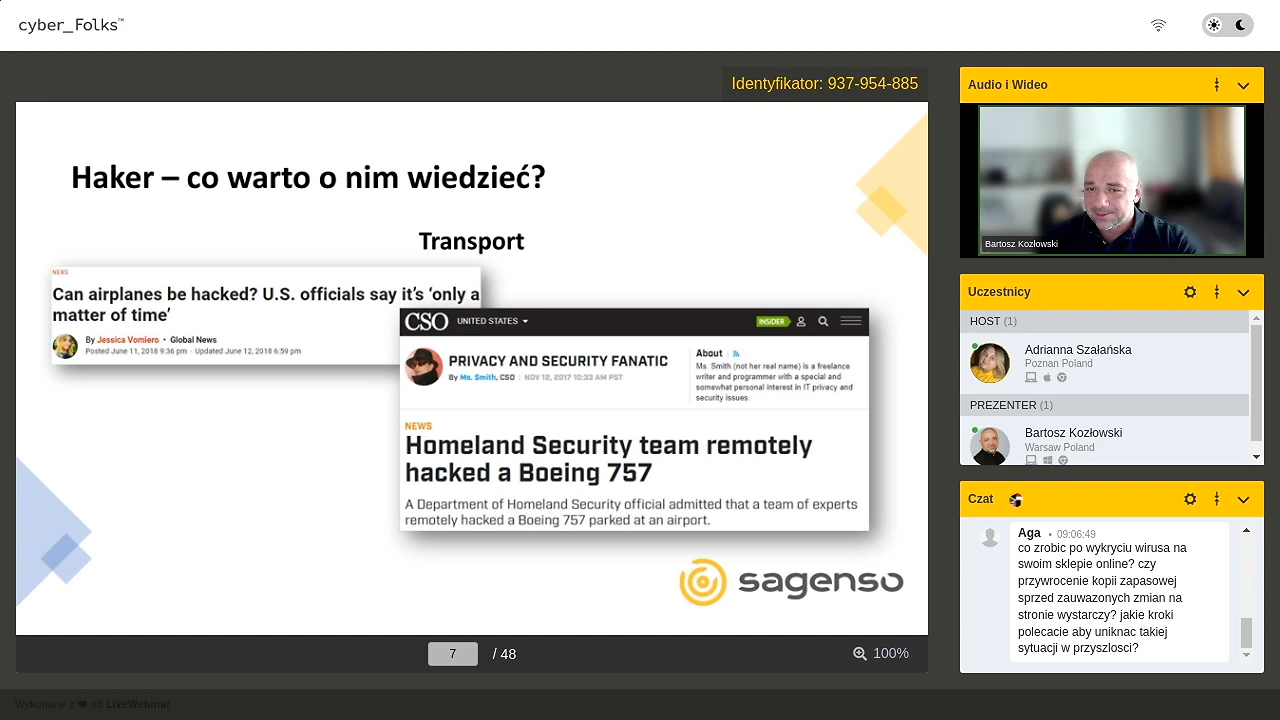 cyber_Folks™
Identyfikator: 937-954-885
Haker – co warto o nim wiedzieć?
Transport
NEWS
Can airplanes be hacked? U.S. officials say it’s ‘only a
matter of time’
By Jessica Vomiero • Global News
Posted June 11, 2018 9:36 pm · Updated June 12, 2018 6:59 pm
CSO UNITED STATES INSIDER
PRIVACY AND SECURITY FANATIC
By Ms. Smith, CSO | NOV 12, 2017 10:33 AM PST
About
Ms. Smith (not her real name) is a freelance
writer and programmer with a special and
somewhat personal interest in IT privacy and
security issues.
NEWS
Homeland Security team remotely
hacked a Boeing 757
A Department of Homeland Security official admitted that a team of experts
remotely hacked a Boeing 757 parked at an airport.
sagenso
7 / 48
100%
Wykonane z ❤ od LiveWebinar
Audio i Wideo
Bartosz Kozłowski
Uczestnicy
HOST (1)
Adrianna Szałańska
Poznan Poland
PREZENTER (1)
Bartosz Kozłowski
Warsaw Poland
Czat
Aga • 09:06:49
co zrobic po wykryciu wirusa na
swoim sklepie online? czy
przywrocenie kopii zapasowej
sprzed zauwazonych zmian na
stronie wystarczy? jakie kroki
polecacie aby uniknac takiej
sytuacji w przyszlosci?